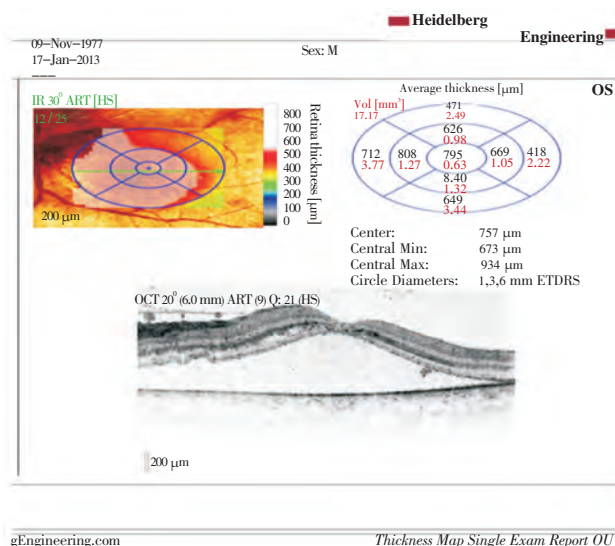 Heidelberg
Engineering
09-Nov-1977
17-Jan-2013
---
Sex: M
OS
IR 30° ART [HS]
12/25
200 μm
800
700
600
500
400
300
200
100
0
Retina thickness [μm]
Average thickness [μm]
Vol [mm³]
17.17
471
2.49
626
0.98
712
3.77
808
1.27
795
0.63
669
1.05
418
2.22
8.40
1.32
649
3.44
Center: 757 μm
Central Min: 673 μm
Central Max: 934 μm
Circle Diameters: 1,3,6 mm ETDRS
OCT 20° (6.0 mm) ART (9) Q: 21 (HS)
200 μm
gEngineering.com
Thickness Map Single Exam Report OU